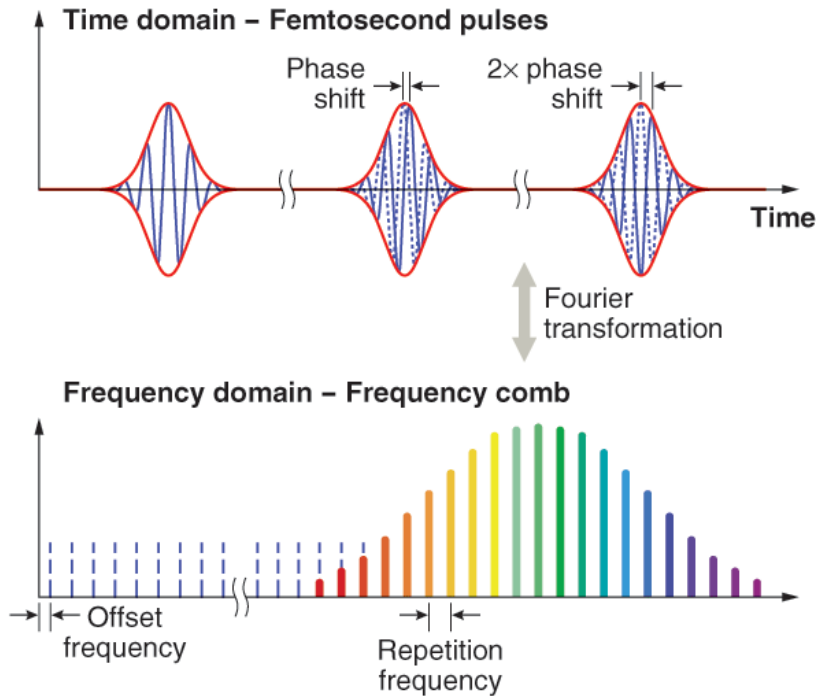 Time domain – Femtosecond pulses
Phase
shift
2× phase
shift
Time
Fourier
transformation
Frequency domain – Frequency comb
Offset
frequency
Repetition
frequency